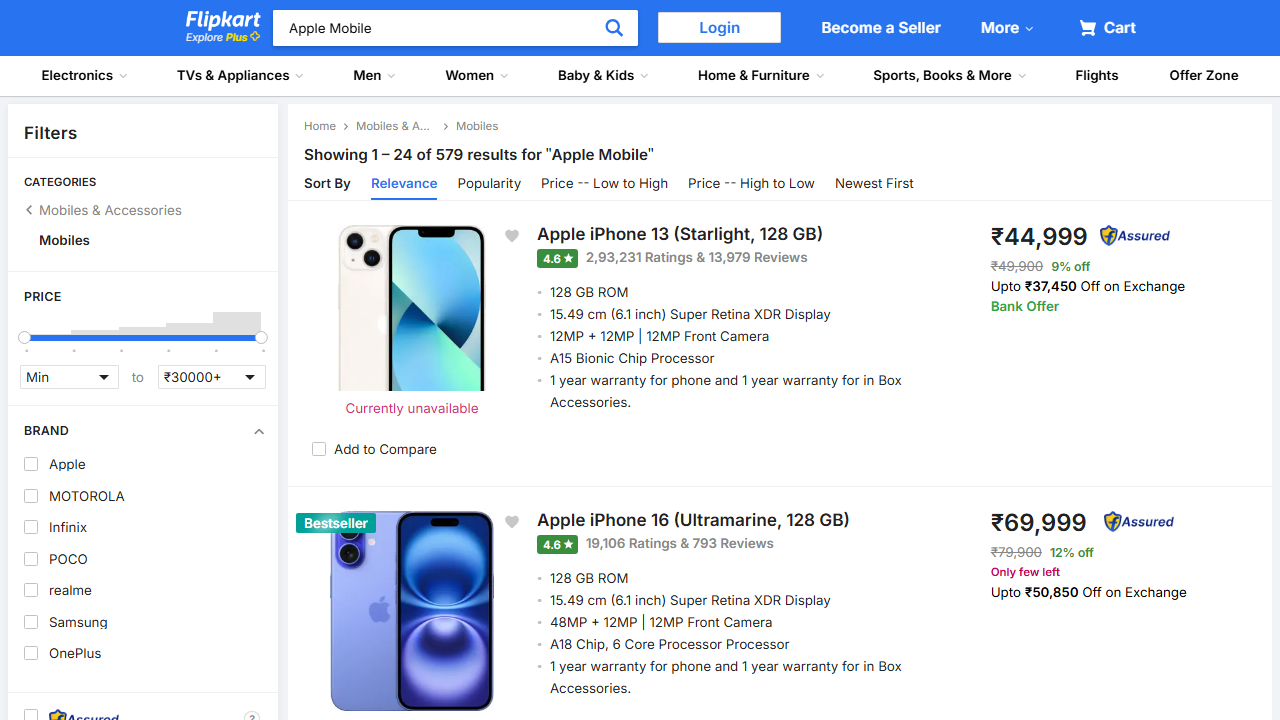 Flipkart
Explore Plus
Apple Mobile
Login
Become a Seller
More
Cart
Electronics
TVs & Appliances
Men
Women
Baby & Kids
Home & Furniture
Sports, Books & More
Flights
Offer Zone
Filters
CATEGORIES
Mobiles & Accessories
Mobiles
PRICE
Min
to
₹30000+
BRAND
Apple
MOTOROLA
Infinix
POCO
realme
Samsung
OnePlus
Assured
?
Home
Mobiles & A...
Mobiles
Showing 1 – 24 of 579 results for "Apple Mobile"
Sort By
Relevance
Popularity
Price -- Low to High
Price -- High to Low
Newest First
Apple iPhone 13 (Starlight, 128 GB)
4.6 ★ 2,93,231 Ratings & 13,979 Reviews
128 GB ROM
15.49 cm (6.1 inch) Super Retina XDR Display
12MP + 12MP | 12MP Front Camera
A15 Bionic Chip Processor
1 year warranty for phone and 1 year warranty for in Box
Accessories.
Currently unavailable
Add to Compare
₹44,999
Assured
₹49,900 9% off
Upto ₹37,450 Off on Exchange
Bank Offer
Bestseller
Apple iPhone 16 (Ultramarine, 128 GB)
4.6 ★ 19,106 Ratings & 793 Reviews
128 GB ROM
15.49 cm (6.1 inch) Super Retina XDR Display
48MP + 12MP | 12MP Front Camera
A18 Chip, 6 Core Processor Processor
1 year warranty for phone and 1 year warranty for in Box
Accessories.
₹69,999
Assured
₹79,900 12% off
Only few left
Upto ₹50,850 Off on Exchange